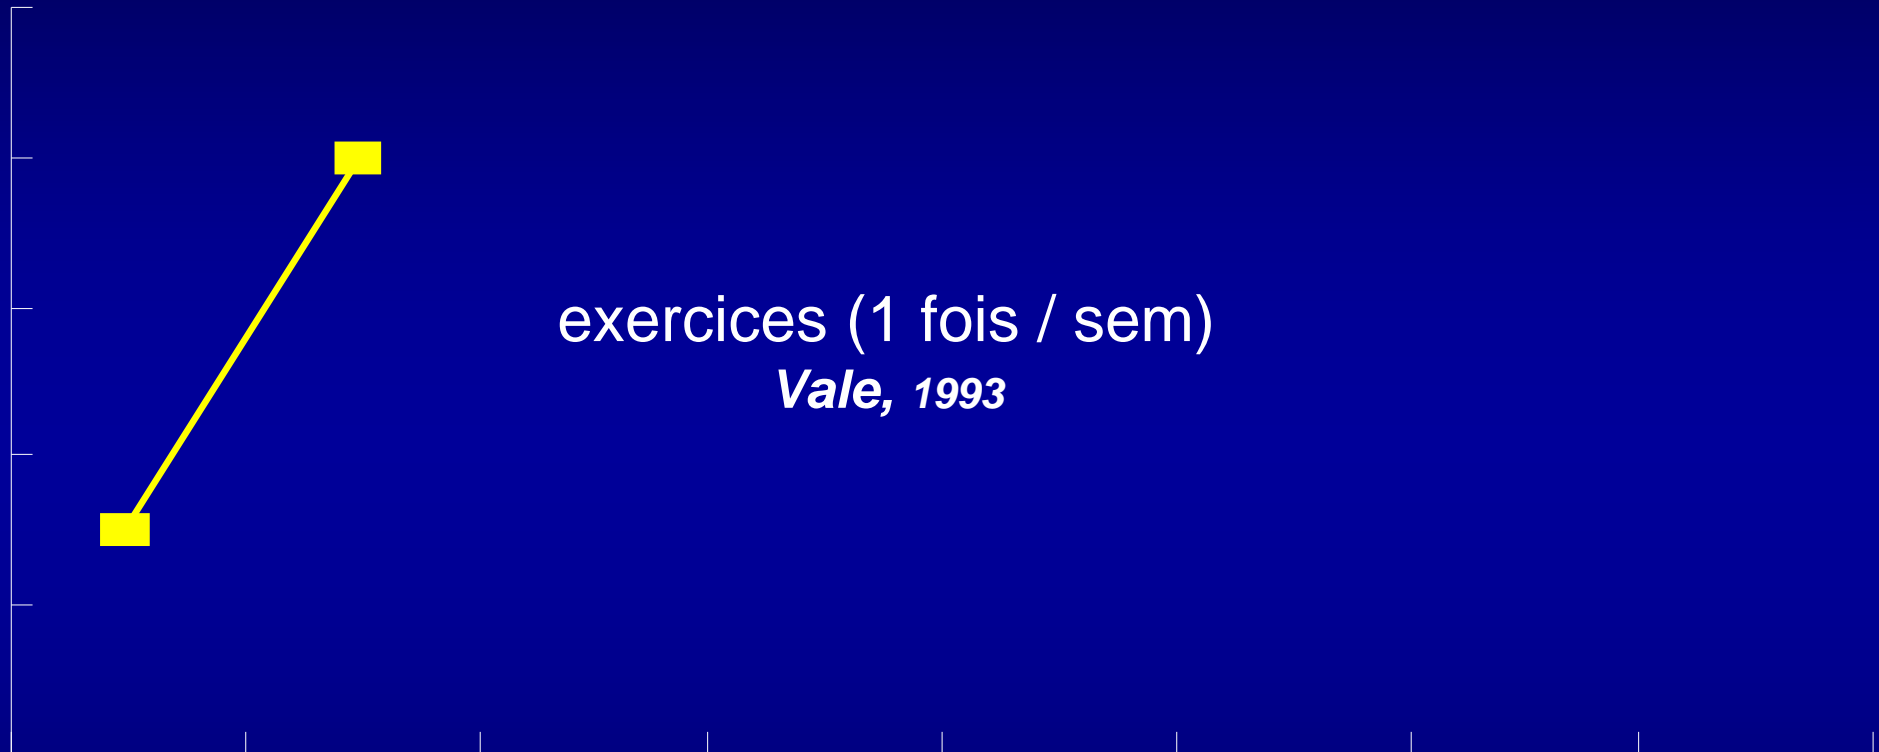 exercices (1 fois / sem)
Vale, 1993